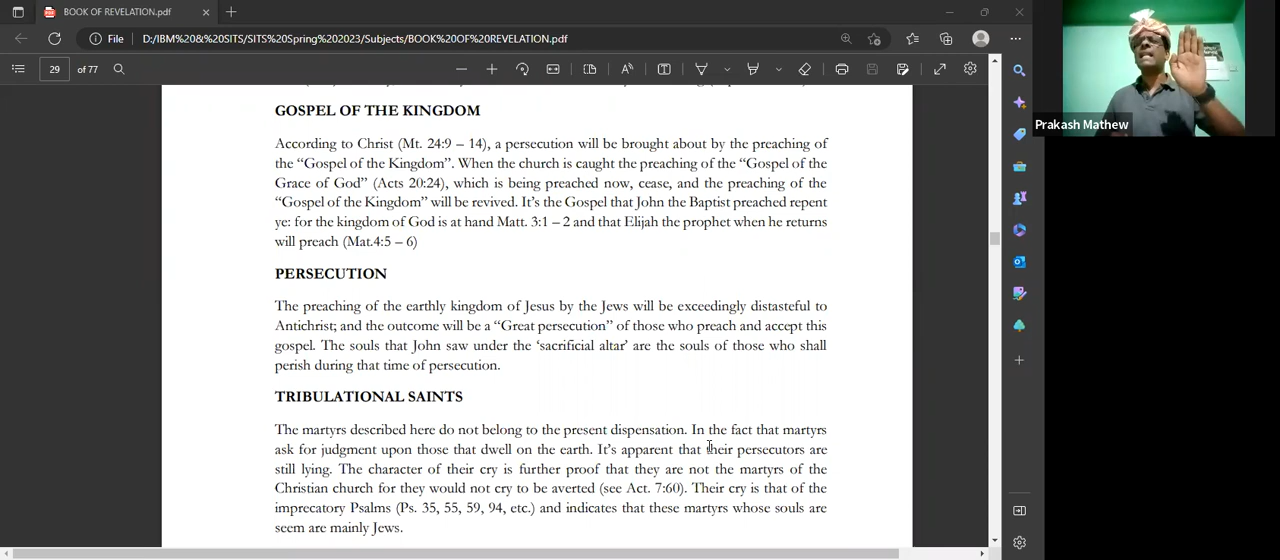 BOOK OF REVELATION.pdf
File
D:/IBM%20&%20SITS/SITS%20Spring%202023/Subjects/BOOK%20OF%20REVELATION.pdf
29
of 77
GOSPEL OF THE KINGDOM
According to Christ (Mt. 24:9 – 14), a persecution will be brought about by the preaching of
the “Gospel of the Kingdom”. When the church is caught the preaching of the “Gospel of the
Grace of God” (Acts 20:24), which is being preached now, cease, and the preaching of the
“Gospel of the Kingdom” will be revived. It’s the Gospel that John the Baptist preached repent
ye: for the kingdom of God is at hand Matt. 3:1 – 2 and that Elijah the prophet when he returns
will preach (Mat.4:5 – 6)
PERSECUTION
The preaching of the earthly kingdom of Jesus by the Jews will be exceedingly distasteful to
Antichrist; and the outcome will be a “Great persecution” of those who preach and accept this
gospel. The souls that John saw under the ‘sacrificial altar’ are the souls of those who shall
perish during that time of persecution.
TRIBULATIONAL SAINTS
The martyrs described here do not belong to the present dispensation. In the fact that martyrs
ask for judgment upon those that dwell on the earth. It’s apparent that their persecutors are
still lying. The character of their cry is further proof that they are not the martyrs of the
Christian church for they would not cry to be averted (see Act. 7:60). Their cry is that of the
imprecatory Psalms (Ps. 35, 55, 59, 94, etc.) and indicates that these martyrs whose souls are
seem are mainly Jews.
Prakash Mathew